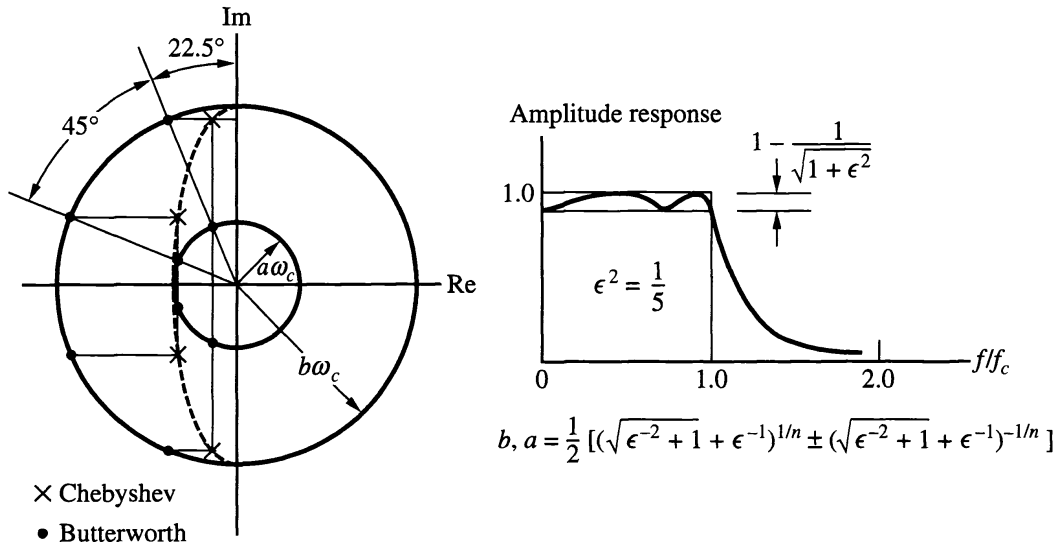 Im
22.5°
45°
Re
aω_c
bω_c
× Chebyshev
• Butterworth
Amplitude response
1 − 1/√(1 + ϵ²)
1.0
ϵ² = 1/5
0
1.0
2.0
f/f_c
b, a = 1/2 [(√(ϵ⁻² + 1) + ϵ⁻¹)^{1/n} ± (√(ϵ⁻² + 1) + ϵ⁻¹)^{−1/n} ]